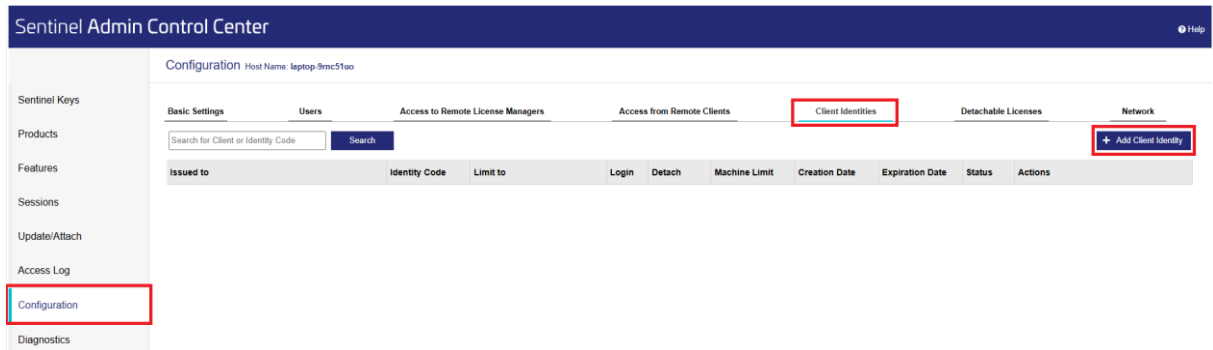 Sentinel Admin Control Center
Help
Configuration Host Name: laptop-9mc51uo
Sentinel Keys
Products
Features
Sessions
Update/Attach
Access Log
Configuration
Diagnostics
Basic Settings Users Access to Remote License Managers Access from Remote Clients Client Identities Detachable Licenses Network
Search for Client or Identity Code Search + Add Client Identity
Issued to Identity Code Limit to Login Detach Machine Limit Creation Date Expiration Date Status Actions